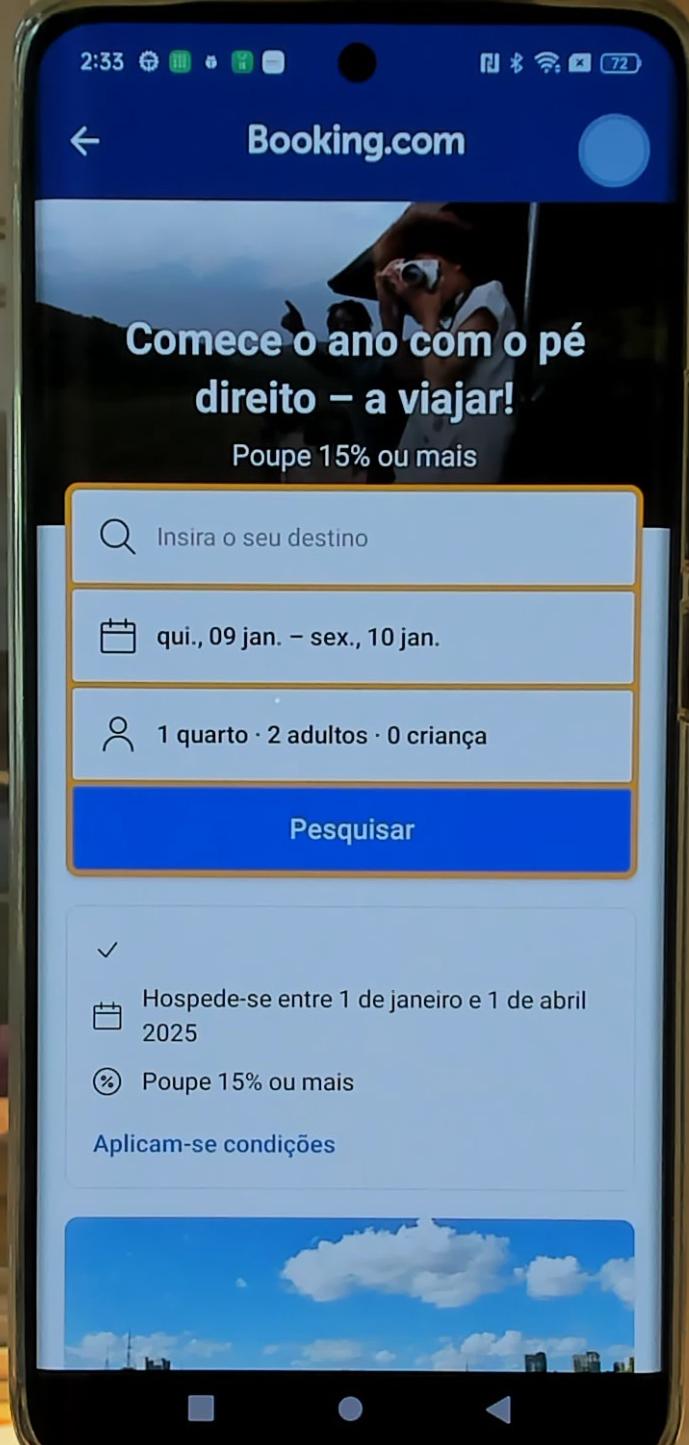 2:33
72
Booking.com
Comece o ano com o pé
direito – a viajar!
Poupe 15% ou mais
Insira o seu destino
qui., 09 jan. – sex., 10 jan.
1 quarto · 2 adultos · 0 criança
Pesquisar
Hospede-se entre 1 de janeiro e 1 de abril
2025
Poupe 15% ou mais
Aplicam-se condições